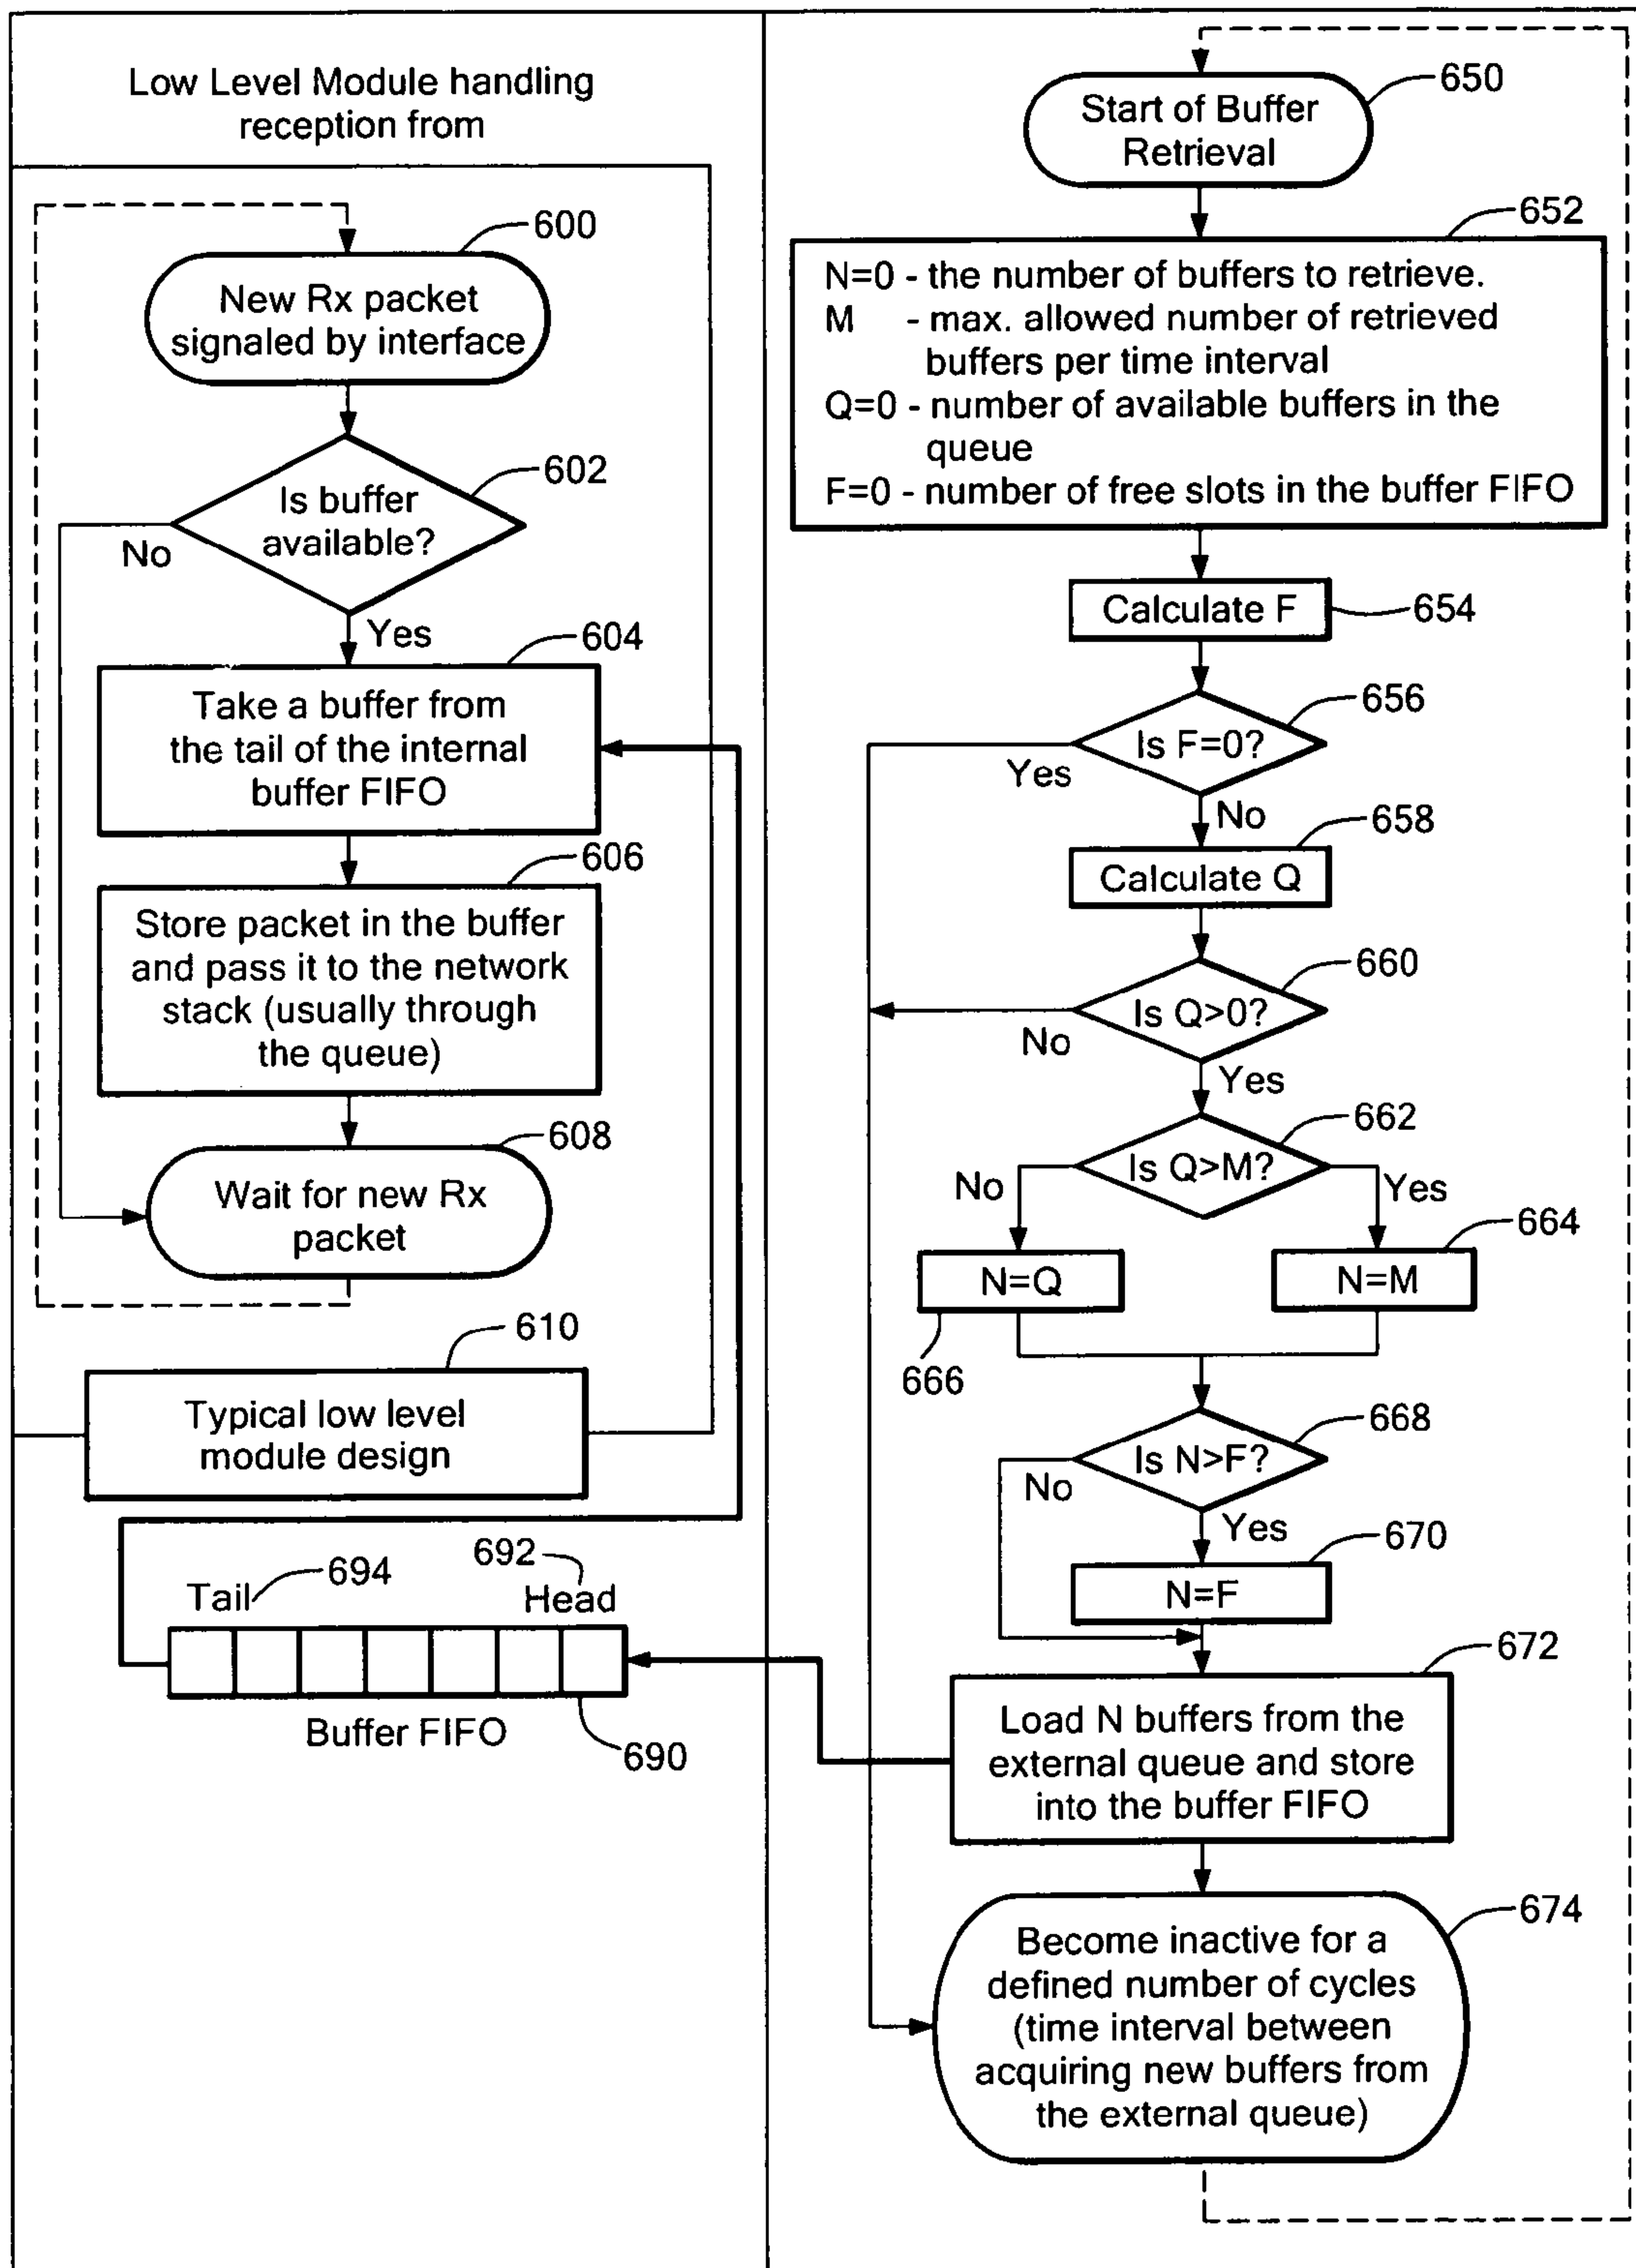 Low Level Module handling
reception from
600
New Rx packet
signaled by interface
602
Is buffer
available?
No
Yes
604
Take a buffer from
the tail of the internal
buffer FIFO
606
Store packet in the buffer
and pass it to the network
stack (usually through
the queue)
608
Wait for new Rx
packet
610
Typical low level
module design
Tail
694
692
Head
Buffer FIFO
690
650
Start of Buffer
Retrieval
652
N=0 - the number of buffers to retrieve.
M - max. allowed number of retrieved
buffers per time interval
Q=0 - number of available buffers in the
queue
F=0 - number of free slots in the buffer FIFO
Calculate F
654
656
Is F=0?
Yes
No
658
Calculate Q
660
Is Q>0?
No
Yes
662
Is Q>M?
No
Yes
664
N=Q
N=M
666
668
Is N>F?
No
Yes
670
N=F
672
Load N buffers from the
external queue and store
into the buffer FIFO
674
Become inactive for a
defined number of cycles
(time interval between
acquiring new buffers from
the external queue)